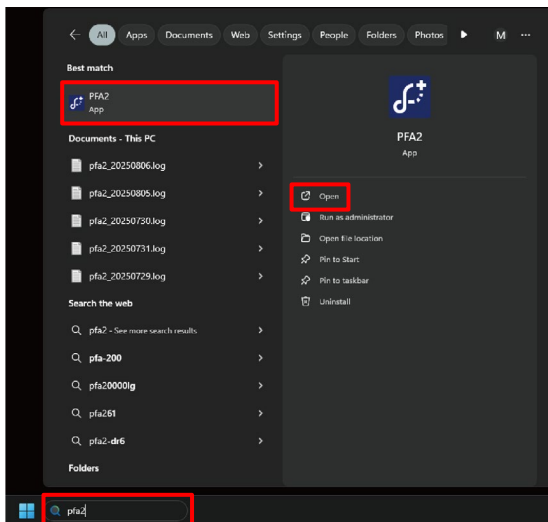 All Apps Documents Web Settings People Folders Photos M ...
Best match
PFA2
App
Documents - This PC
pfa2_20250806.log
pfa2_20250805.log
pfa2_20250730.log
pfa2_20250731.log
pfa2_20250729.log
Search the web
pfa2 - See more search results
pfa-200
pfa20000lg
pfa261
pfa2-dr6
Folders
PFA2
App
Open
Run as administrator
Open file location
Pin to Start
Pin to taskbar
Uninstall
pfa2